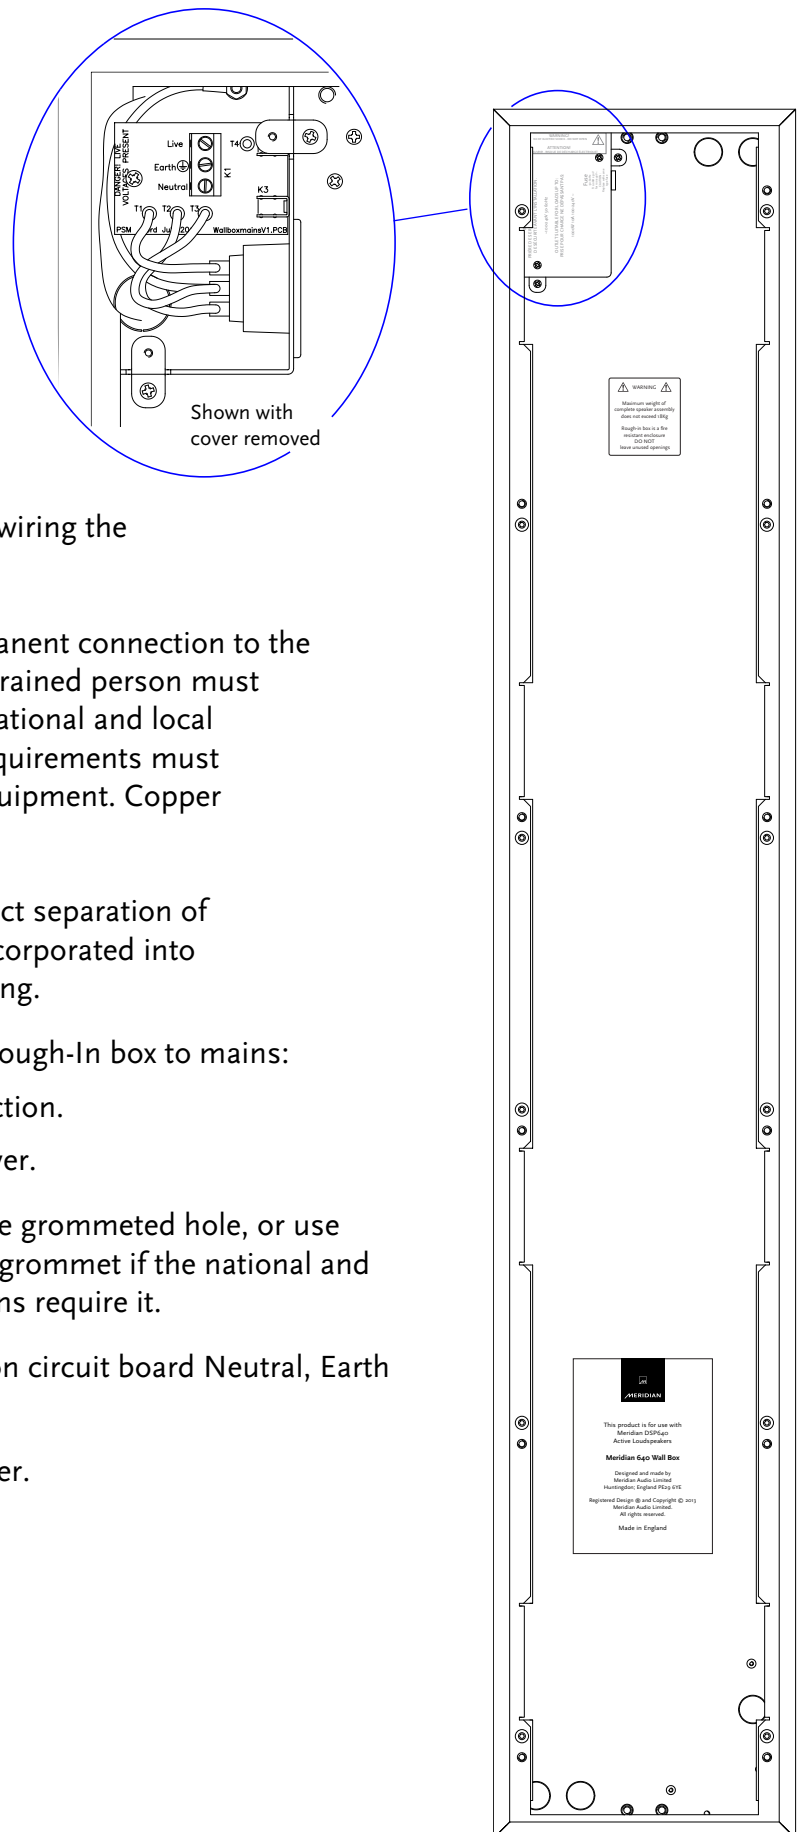 Live
Earth
Neutral
T4
K1
K3
DANGER! LIVE
VOLTAGES PRESENT
T1 T2 T3
PSM
WallboxmainsV1.PCB
Shown with
cover removed
WARNING!
ATTENTION!
Fuse
WARNING
Maximum weight of
complete speaker assembly
does not exceed 18Kg
Rough-in box is a fire
resistant enclosure
DO NOT
leave unused openings
wiring the
anent connection to the
rained person must
ational and local
quirements must
uipment. Copper
ct separation of
corporated into
ng.
ough-In box to mains:
ction.
ver.
e grommeted hole, or use
grommet if the national and
ns require it.
on circuit board Neutral, Earth
er.
MERIDIAN
This product is for use with
Meridian DSP640
Active Loudspeakers
Meridian 640 Wall Box
Designed and made by
Meridian Audio Limited
Huntingdon; England PE29 6YE
Registered Design ® and Copyright © 2013
Meridian Audio Limited.
All rights reserved.
Made in England